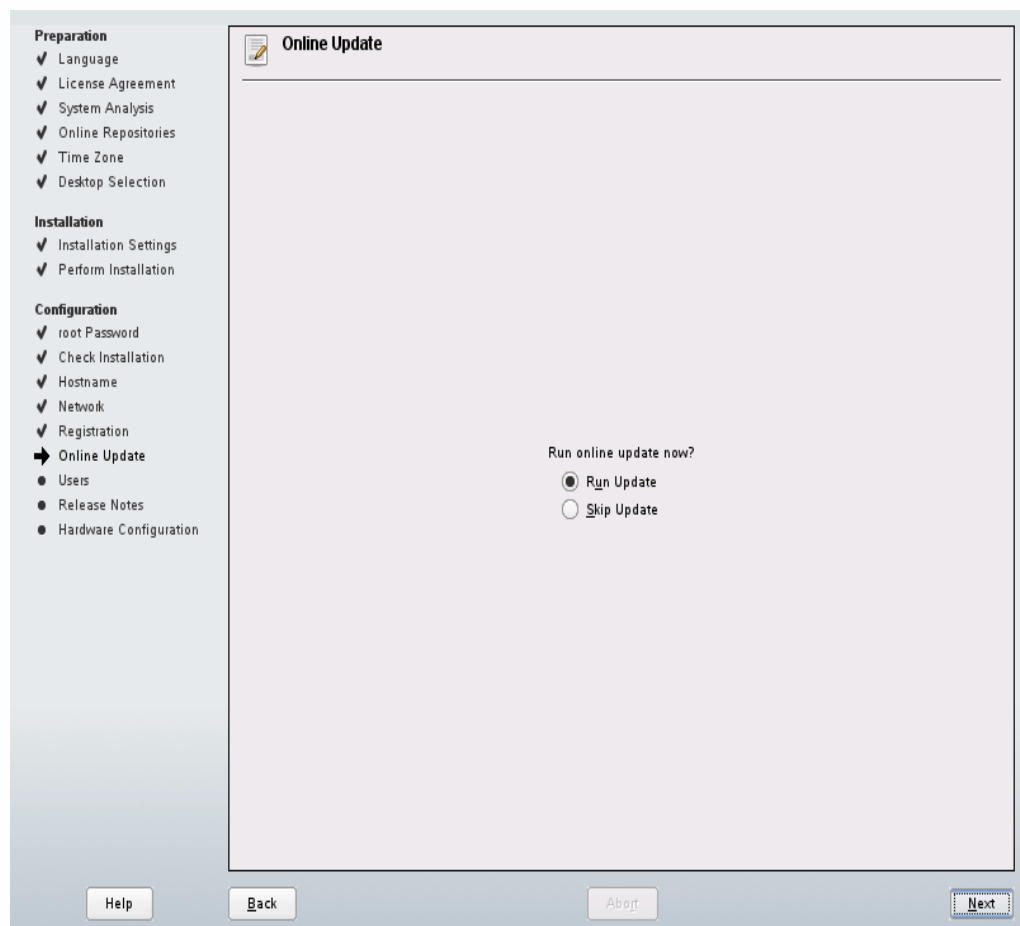 Preparation
Language
License Agreement
System Analysis
Online Repositories
Time Zone
Desktop Selection
Installation
Installation Settings
Perform Installation
Configuration
root Password
Check Installation
Hostname
Network
Registration
Online Update
Users
Release Notes
Hardware Configuration
Online Update
Run online update now?
Run Update
Skip Update
Help
Back
Abort
Next